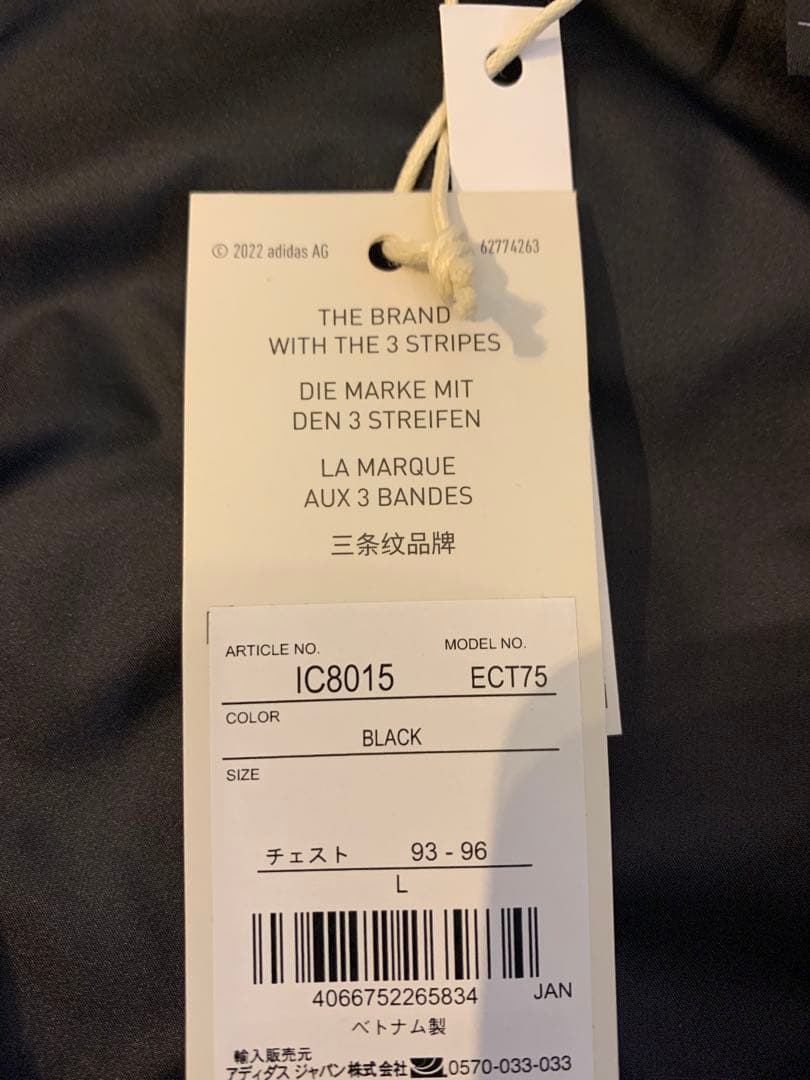 © 2022 adidas AG 62774263
THE BRAND
WITH THE 3 STRIPES
DIE MARKE MIT
DEN 3 STREIFEN
LA MARQUE
AUX 3 BANDES
三条纹品牌
ARTICLE NO. MODEL NO.
IC8015 ECT75
COLOR
BLACK
SIZE
チェスト 93 - 96
L
4066752265834 JAN
ベトナム製
輸入販売元
アディダス ジャパン株式会社 0570-033-033